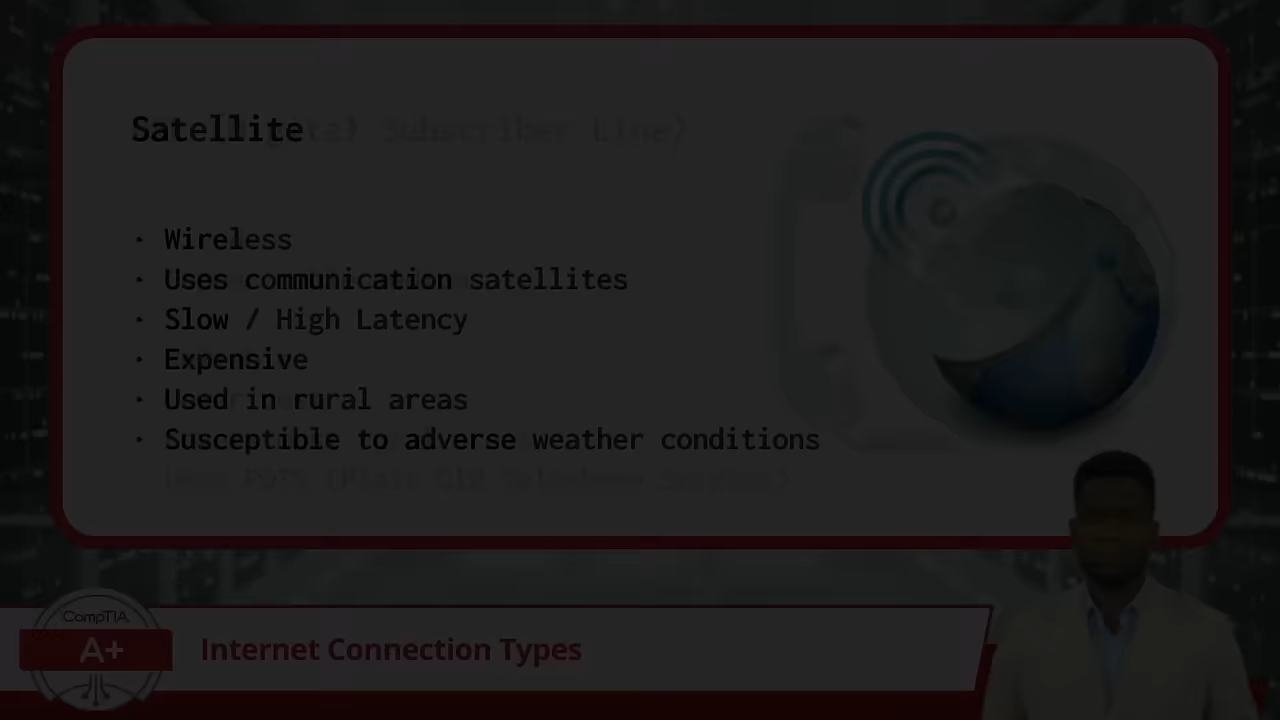 Satellite
· Wireless
· Uses communication satellites
· Slow / High Latency
· Expensive
· Used in rural areas
· Susceptible to adverse weather conditions
CompTIA.
A+
Internet Connection Types